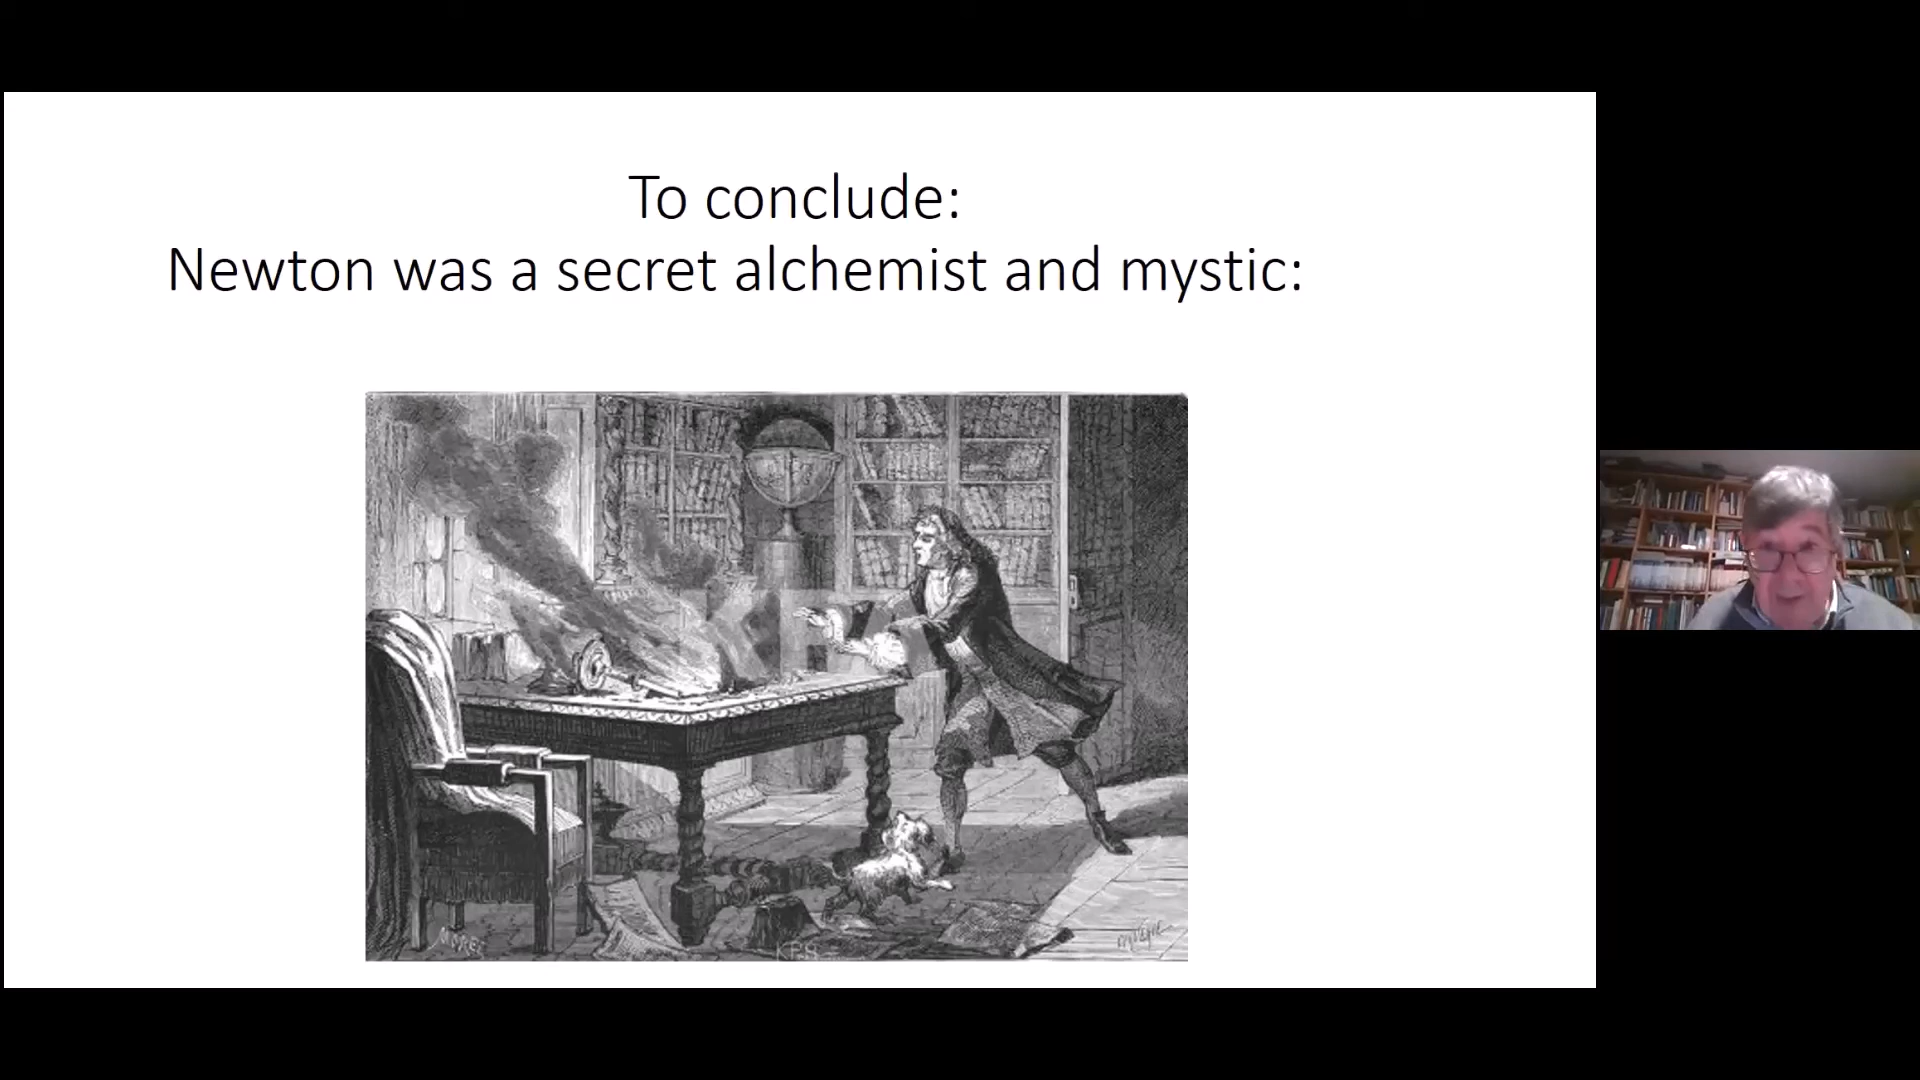 To conclude:
Newton was a secret alchemist and mystic: